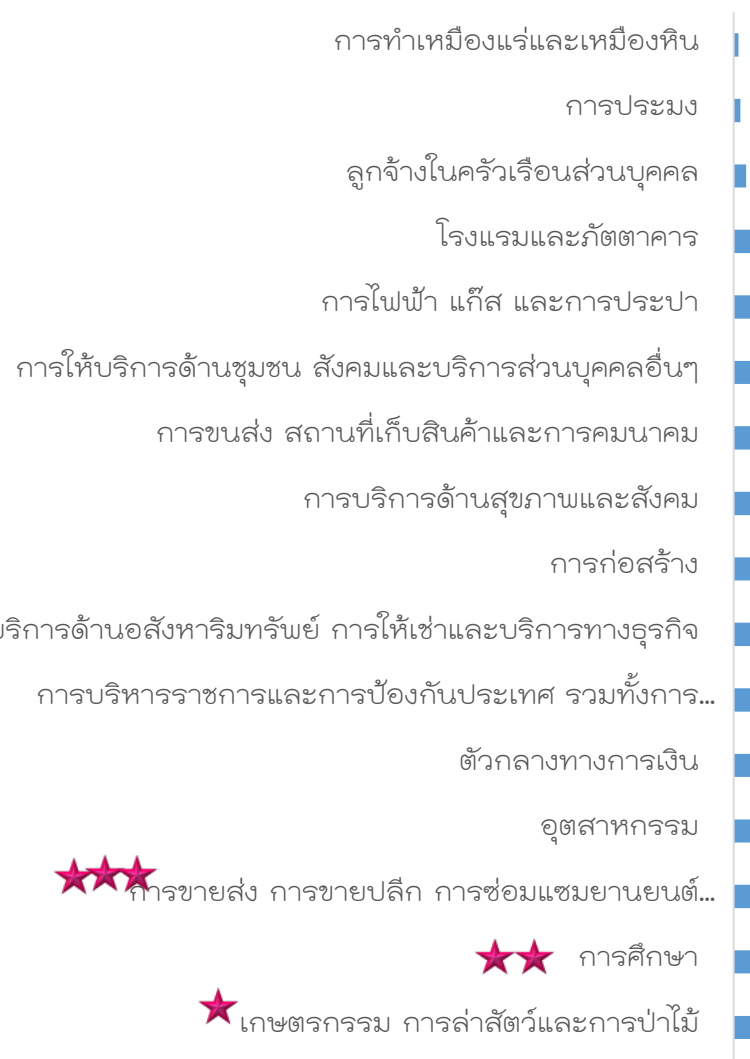 การทำเหมืองแร่และเหมืองหิน
การประมง
ลูกจ้างในครัวเรือนส่วนบุคคล
โรงแรมและภัตตาคาร
การไฟฟ้า แก๊ส และการประปา
การให้บริการด้านชุมชน สังคมและบริการส่วนบุคคลอื่นๆ
การขนส่ง สถานที่เก็บสินค้าและการคมนาคม
การบริการด้านสุขภาพและสังคม
การก่อสร้าง
บริการด้านอสังหาริมทรัพย์ การให้เช่าและบริการทางธุรกิจ
การบริหารราชการและการป้องกันประเทศ รวมทั้งการ...
ตัวกลางทางการเงิน
อุตสาหกรรม
การขายส่ง การขายปลีก การซ่อมแซมยานยนต์...
การศึกษา
เกษตรกรรม การล่าสัตว์และการป่าไม้